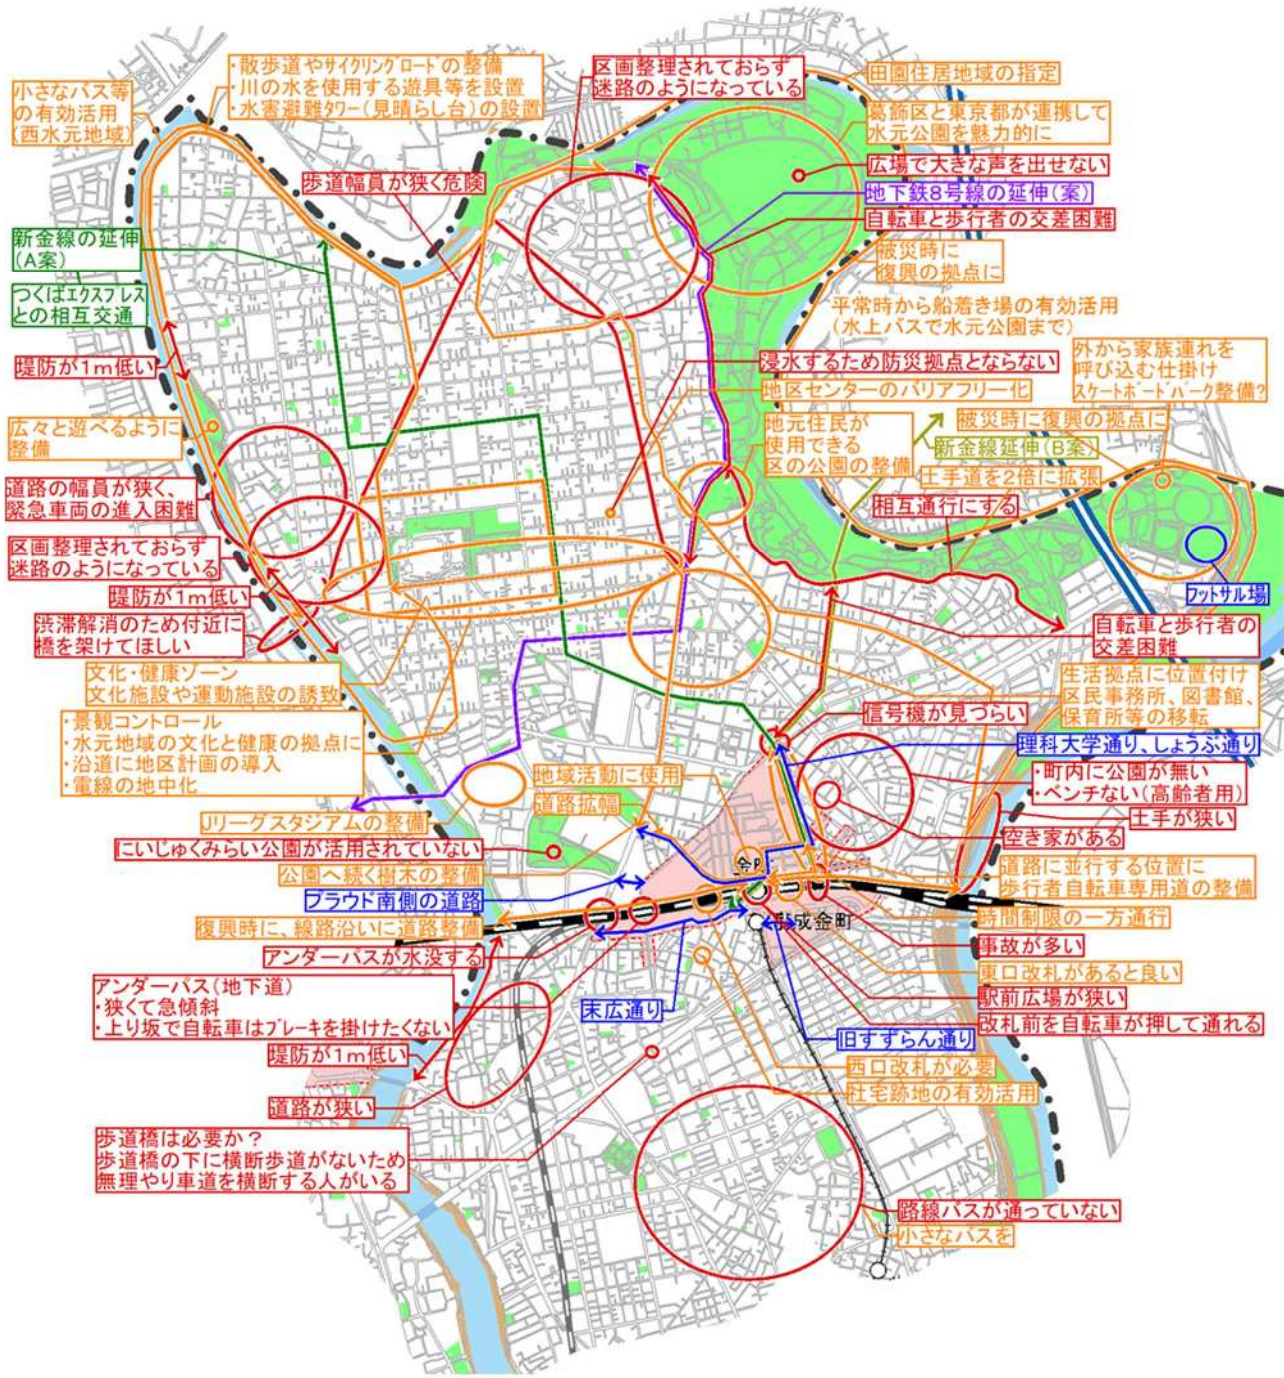 小さなバス等
の有効活用
(西水元地域)
・散歩道やサイクリングロードの整備
・川の水を使用する遊具等を設置
・水害避難タワー(見晴らし台)の設置
区画整理されておらず
迷路のようになっている
田園住居地域の指定
葛飾区と東京都が連携して
水元公園を魅力的に
広場で大きな声を出せない
歩道幅員が狭く危険
地下鉄8号線の延伸(案)
自転車と歩行者の交差困難
新金線の延伸
(A案)
被災時に
復興の拠点に
つくばエクスプレス
との相互交通
平常時から船着き場の有効活用
(水上バスで水元公園まで)
堤防が1m低い
浸水するため防災拠点とならない
外から家族連れを
呼び込む仕掛け
スケートボードパーク整備?
地区センターのバリアフリー化
広々と遊べるように
整備
地元住民が
使用できる
区の公園の整備
被災時に復興の拠点に
新金線延伸(B案)
土手道を2倍に拡張
道路の幅員が狭く、
緊急車両の進入困難
相互通行にする
区画整理されておらず
迷路のようになっている
堤防が1m低い
フットサル場
渋滞解消のため付近に
橋を架けてほしい
自転車と歩行者の
交差困難
文化・健康ゾーン
文化施設や運動施設の誘致
生活拠点に位置付け
区民事務所、図書館、
保育所等の移転
・景観コントロール
・水元地域の文化と健康の拠点に
・沿道に地区計画の導入
・電線の地中化
信号機が見づらい
理科大学通り、しょうぶ通り
地域活動に使用
・町内に公園が無い
・ベンチない(高齢者用)
道路拡幅
土手が狭い
Jリーグスタジアムの整備
空き家がある
にいじゅくみらい公園が活用されていない
公園へ続く樹木の整備
道路に並行する位置に
歩行者自転車専用道の整備
プラウド南側の道路
復興時に、線路沿いに道路整備
京成金町
時間制限の一方通行
アンダーパスが水没する
事故が多い
東口改札があると良い
アンダーパス(地下道)
・狭くて急傾斜
・上り坂で自転車はブレーキを掛けたくない
末広通り
駅前広場が狭い
改札前を自転車が押して通れる
旧すずらん通り
堤防が1m低い
西口改札が必要
社宅跡地の有効活用
道路が狭い
歩道橋は必要か?
歩道橋の下に横断歩道がないため
無理やり車道を横断する人がいる
路線バスが通っていない
小さなバスを